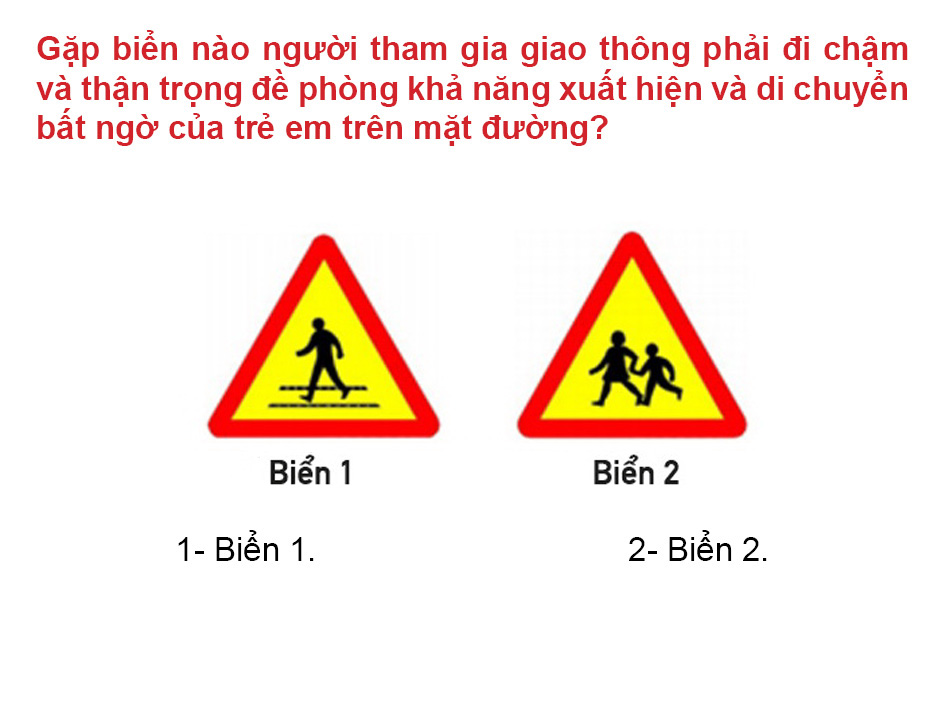 Gặp biển nào người tham gia giao thông phải đi chậm
và thận trọng đề phòng khả năng xuất hiện và di chuyển
bất ngờ của trẻ em trên mặt đường?
Biển 1
Biển 2
1- Biển 1.
2- Biển 2.